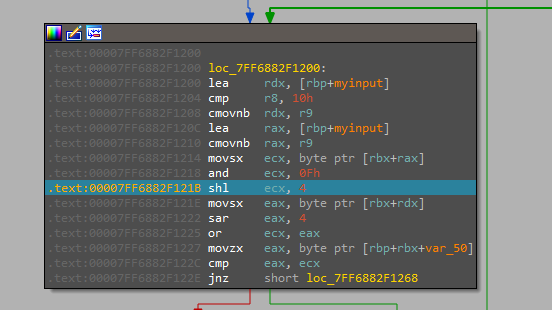 .text:00007FF6882F1200
.text:00007FF6882F1200 loc_7FF6882F1200:
.text:00007FF6882F1200 lea rdx, [rbp+myinput]
.text:00007FF6882F1204 cmp r8, 10h
.text:00007FF6882F1208 cmovnb rdx, r9
.text:00007FF6882F120C lea rax, [rbp+myinput]
.text:00007FF6882F1210 cmovnb rax, r9
.text:00007FF6882F1214 movsx ecx, byte ptr [rbx+rax]
.text:00007FF6882F1218 and ecx, 0Fh
.text:00007FF6882F121B shl ecx, 4
.text:00007FF6882F121E movsx eax, byte ptr [rbx+rdx]
.text:00007FF6882F1222 sar eax, 4
.text:00007FF6882F1225 or ecx, eax
.text:00007FF6882F1227 movzx eax, byte ptr [rbp+rbx+var_50]
.text:00007FF6882F122C cmp eax, ecx
.text:00007FF6882F122E jnz short loc_7FF6882F1268